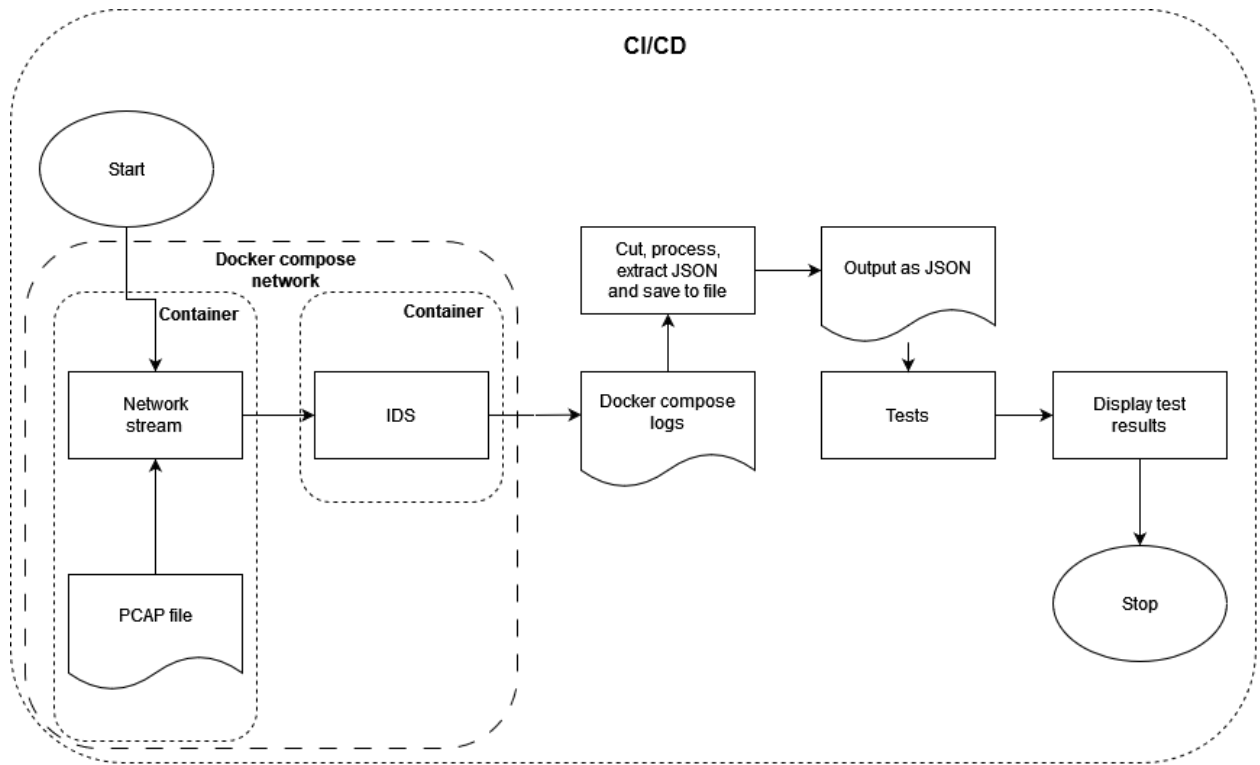 CI/CD
Start
Docker compose
network
Container
Container
Network
stream
IDS
PCAP file
Docker compose
logs
Cut, process,
extract JSON
and save to file
Output as JSON
Tests
Display test
results
Stop